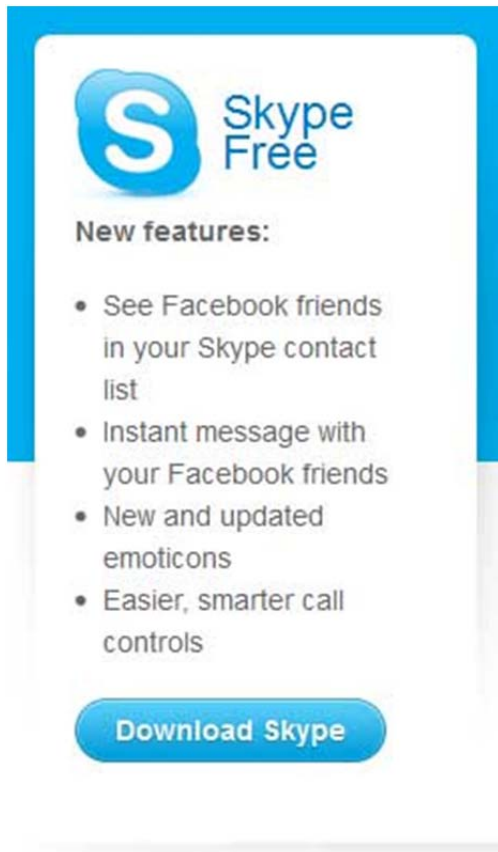 S
Skype
Free
New features:
• See Facebook friends
in your Skype contact
list
• Instant message with
your Facebook friends
• New and updated
emoticons
• Easier, smarter call
controls
Download Skype